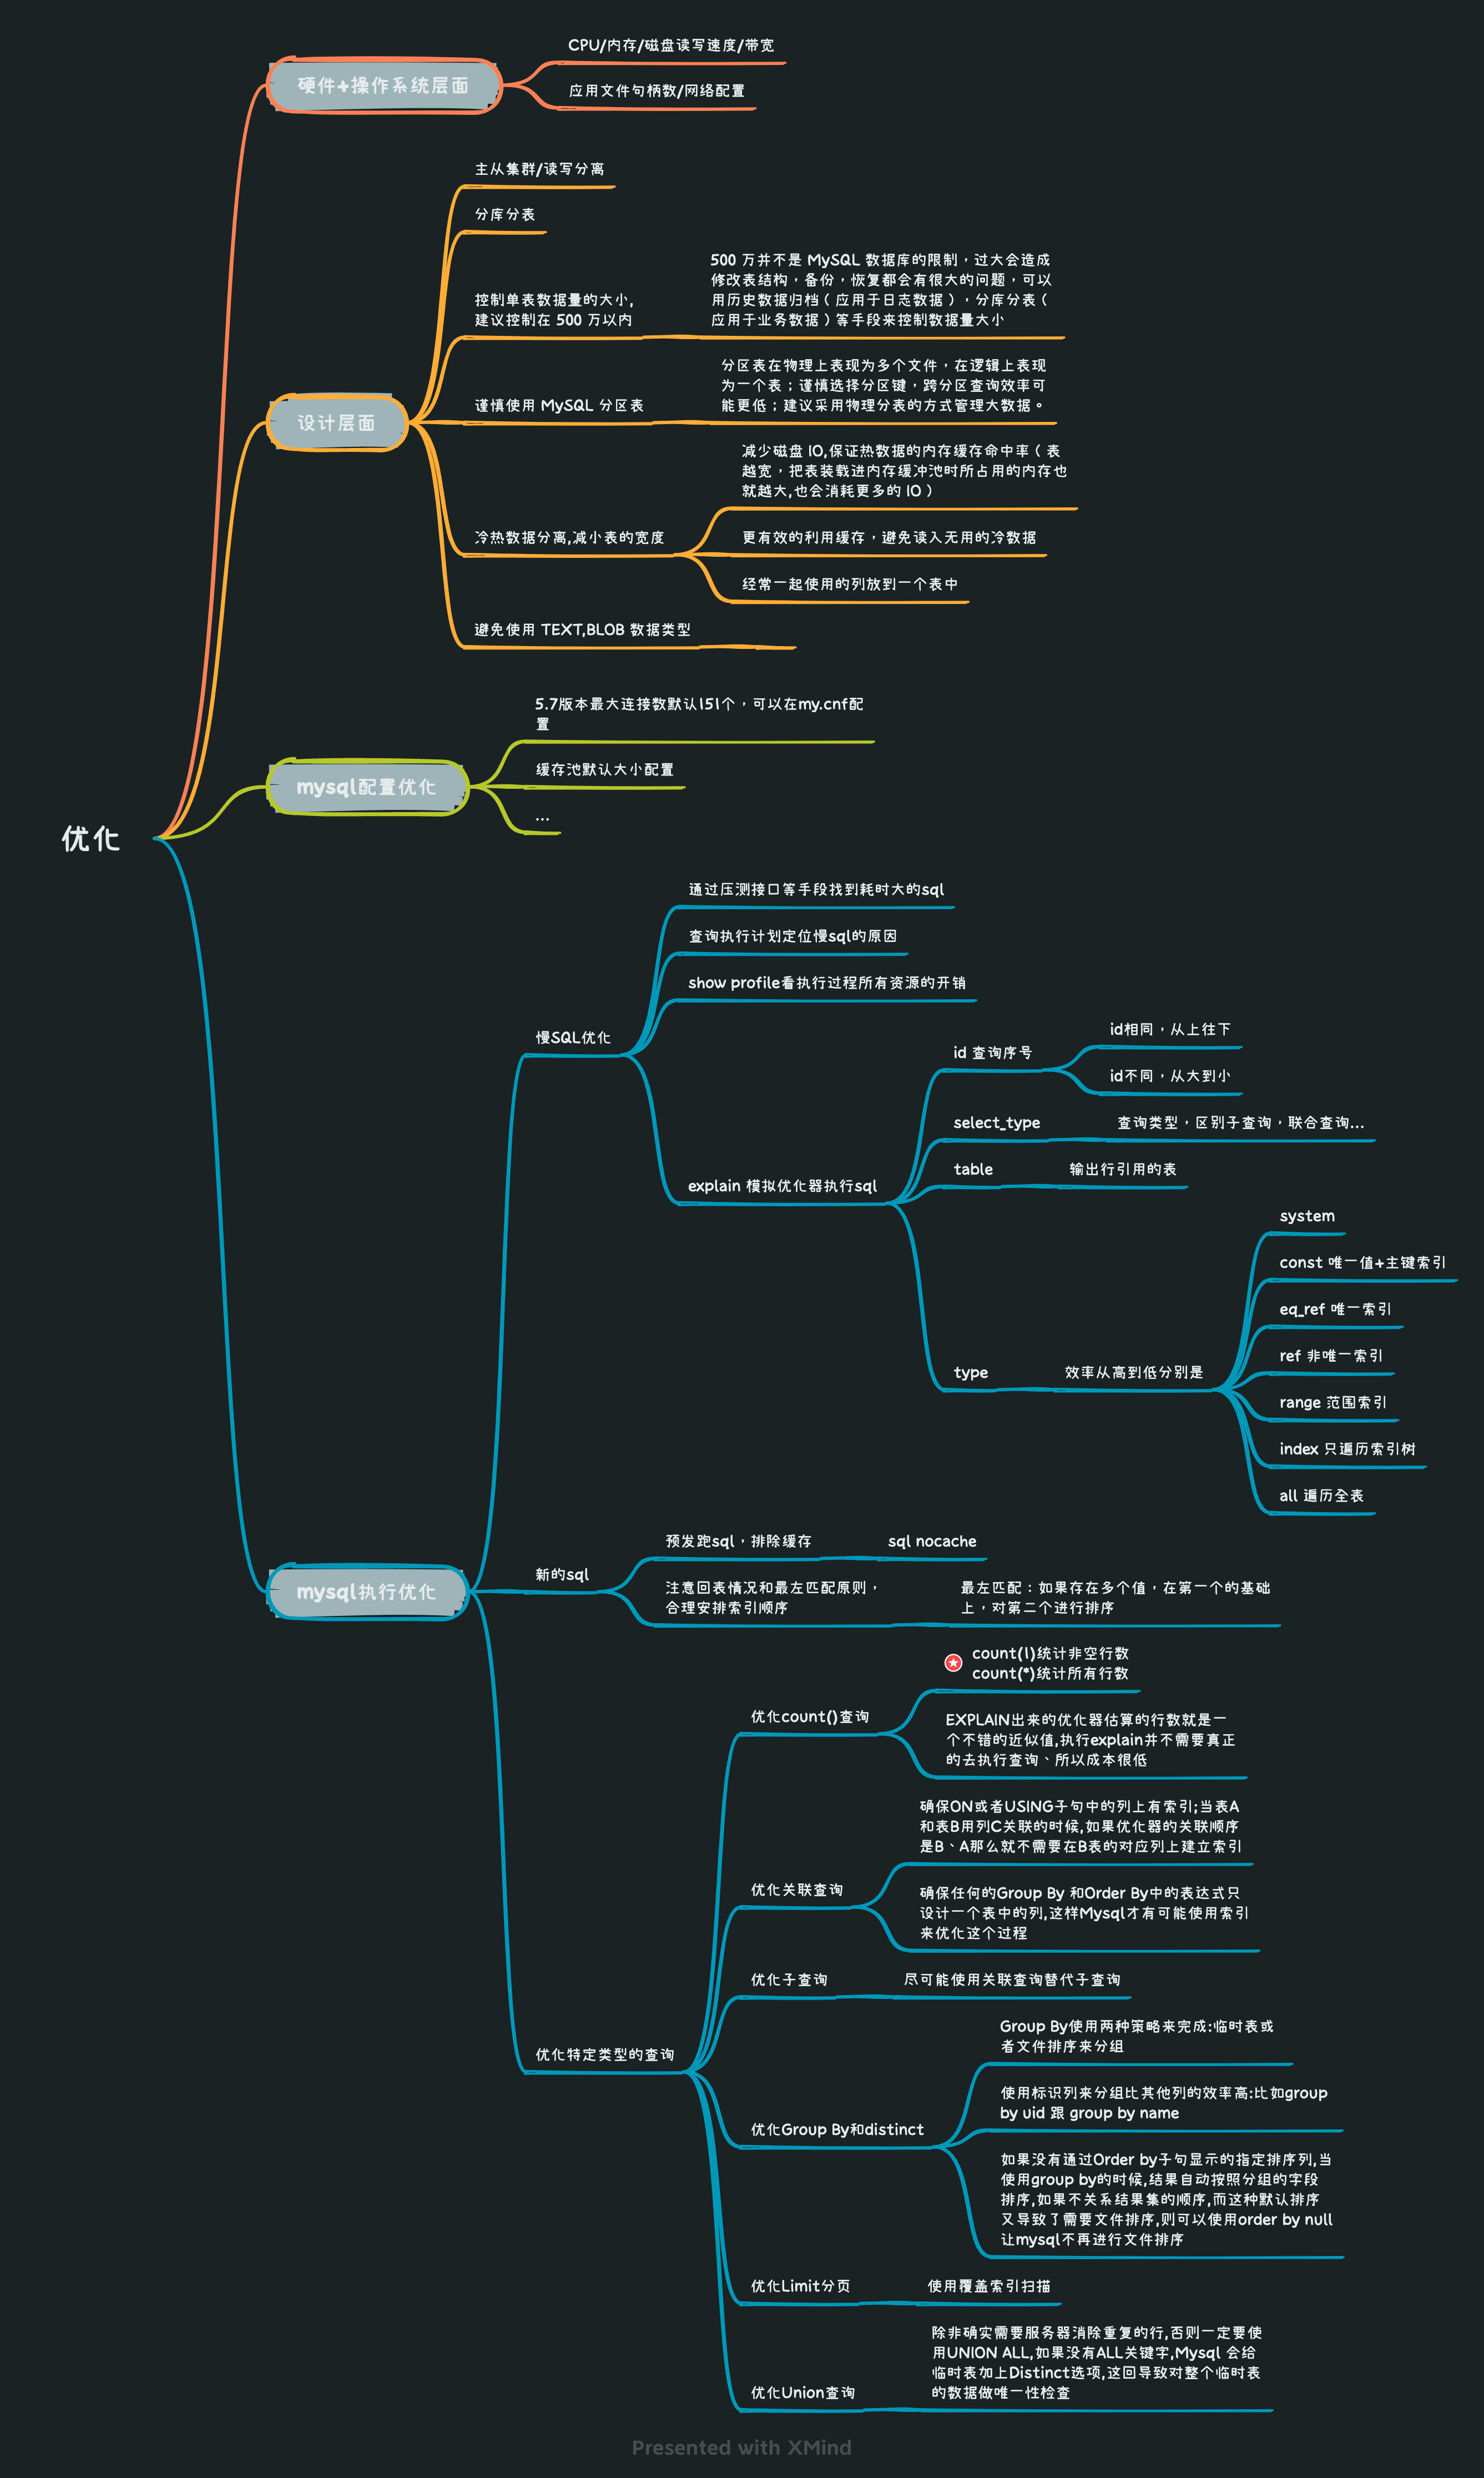 优化
硬件+操作系统层面
CPU/内存/磁盘读写速度/带宽
应用文件句柄数/网络配置
设计层面
主从集群/读写分离
分库分表
控制单表数据量的大小,
建议控制在 500 万以内
500 万并不是 MySQL 数据库的限制，过大会造成
修改表结构，备份，恢复都会有很大的问题，可以
用历史数据归档（应用于日志数据），分库分表（
应用于业务数据）等手段来控制数据量大小
谨慎使用 MySQL 分区表
分区表在物理上表现为多个文件，在逻辑上表现
为一个表；谨慎选择分区键，跨分区查询效率可
能更低；建议采用物理分表的方式管理大数据。
冷热数据分离,减小表的宽度
减少磁盘 IO,保证热数据的内存缓存命中率（表
越宽，把表装载进内存缓冲池时所占用的内存也
就越大,也会消耗更多的 IO）
更有效的利用缓存，避免读入无用的冷数据
经常一起使用的列放到一个表中
避免使用 TEXT,BLOB 数据类型
mysql配置优化
5.7版本最大连接数默认151个，可以在my.cnf配
置
缓存池默认大小配置
...
mysql执行优化
慢SQL优化
通过压测接口等手段找到耗时大的sql
查询执行计划定位慢sql的原因
show profile看执行过程所有资源的开销
explain 模拟优化器执行sql
id 查询序号
id相同，从上往下
id不同，从大到小
select_type
查询类型，区别子查询，联合查询...
table
输出行引用的表
type
效率从高到低分别是
system
const 唯一值+主键索引
eq_ref 唯一索引
ref 非唯一索引
range 范围索引
index 只遍历索引树
all 遍历全表
新的sql
预发跑sql，排除缓存
sql nocache
注意回表情况和最左匹配原则，
合理安排索引顺序
最左匹配：如果存在多个值，在第一个的基础
上，对第二个进行排序
优化特定类型的查询
优化count()查询
count(1)统计非空行数
count(*)统计所有行数
EXPLAIN出来的优化器估算的行数就是一
个不错的近似值,执行explain并不需要真正
的去执行查询、所以成本很低
优化关联查询
确保ON或者USING子句中的列上有索引;当表A
和表B用列C关联的时候,如果优化器的关联顺序
是B、A那么就不需要在B表的对应列上建立索引
确保任何的Group By 和Order By中的表达式只
设计一个表中的列,这样Mysql才有可能使用索引
来优化这个过程
优化子查询
尽可能使用关联查询替代子查询
优化Group By和distinct
Group By使用两种策略来完成:临时表或
者文件排序来分组
使用标识列来分组比其他列的效率高:比如group
by uid 跟 group by name
如果没有通过Order by子句显示的指定排序列,当
使用group by的时候,结果自动按照分组的字段
排序,如果不关系结果集的顺序,而这种默认排序
又导致了需要文件排序,则可以使用order by null
让mysql不再进行文件排序
优化Limit分页
使用覆盖索引扫描
优化Union查询
除非确实需要服务器消除重复的行,否则一定要使
用UNION ALL,如果没有ALL关键字,Mysql 会给
临时表加上Distinct选项,这回导致对整个临时表
的数据做唯一性检查
Presented with XMind